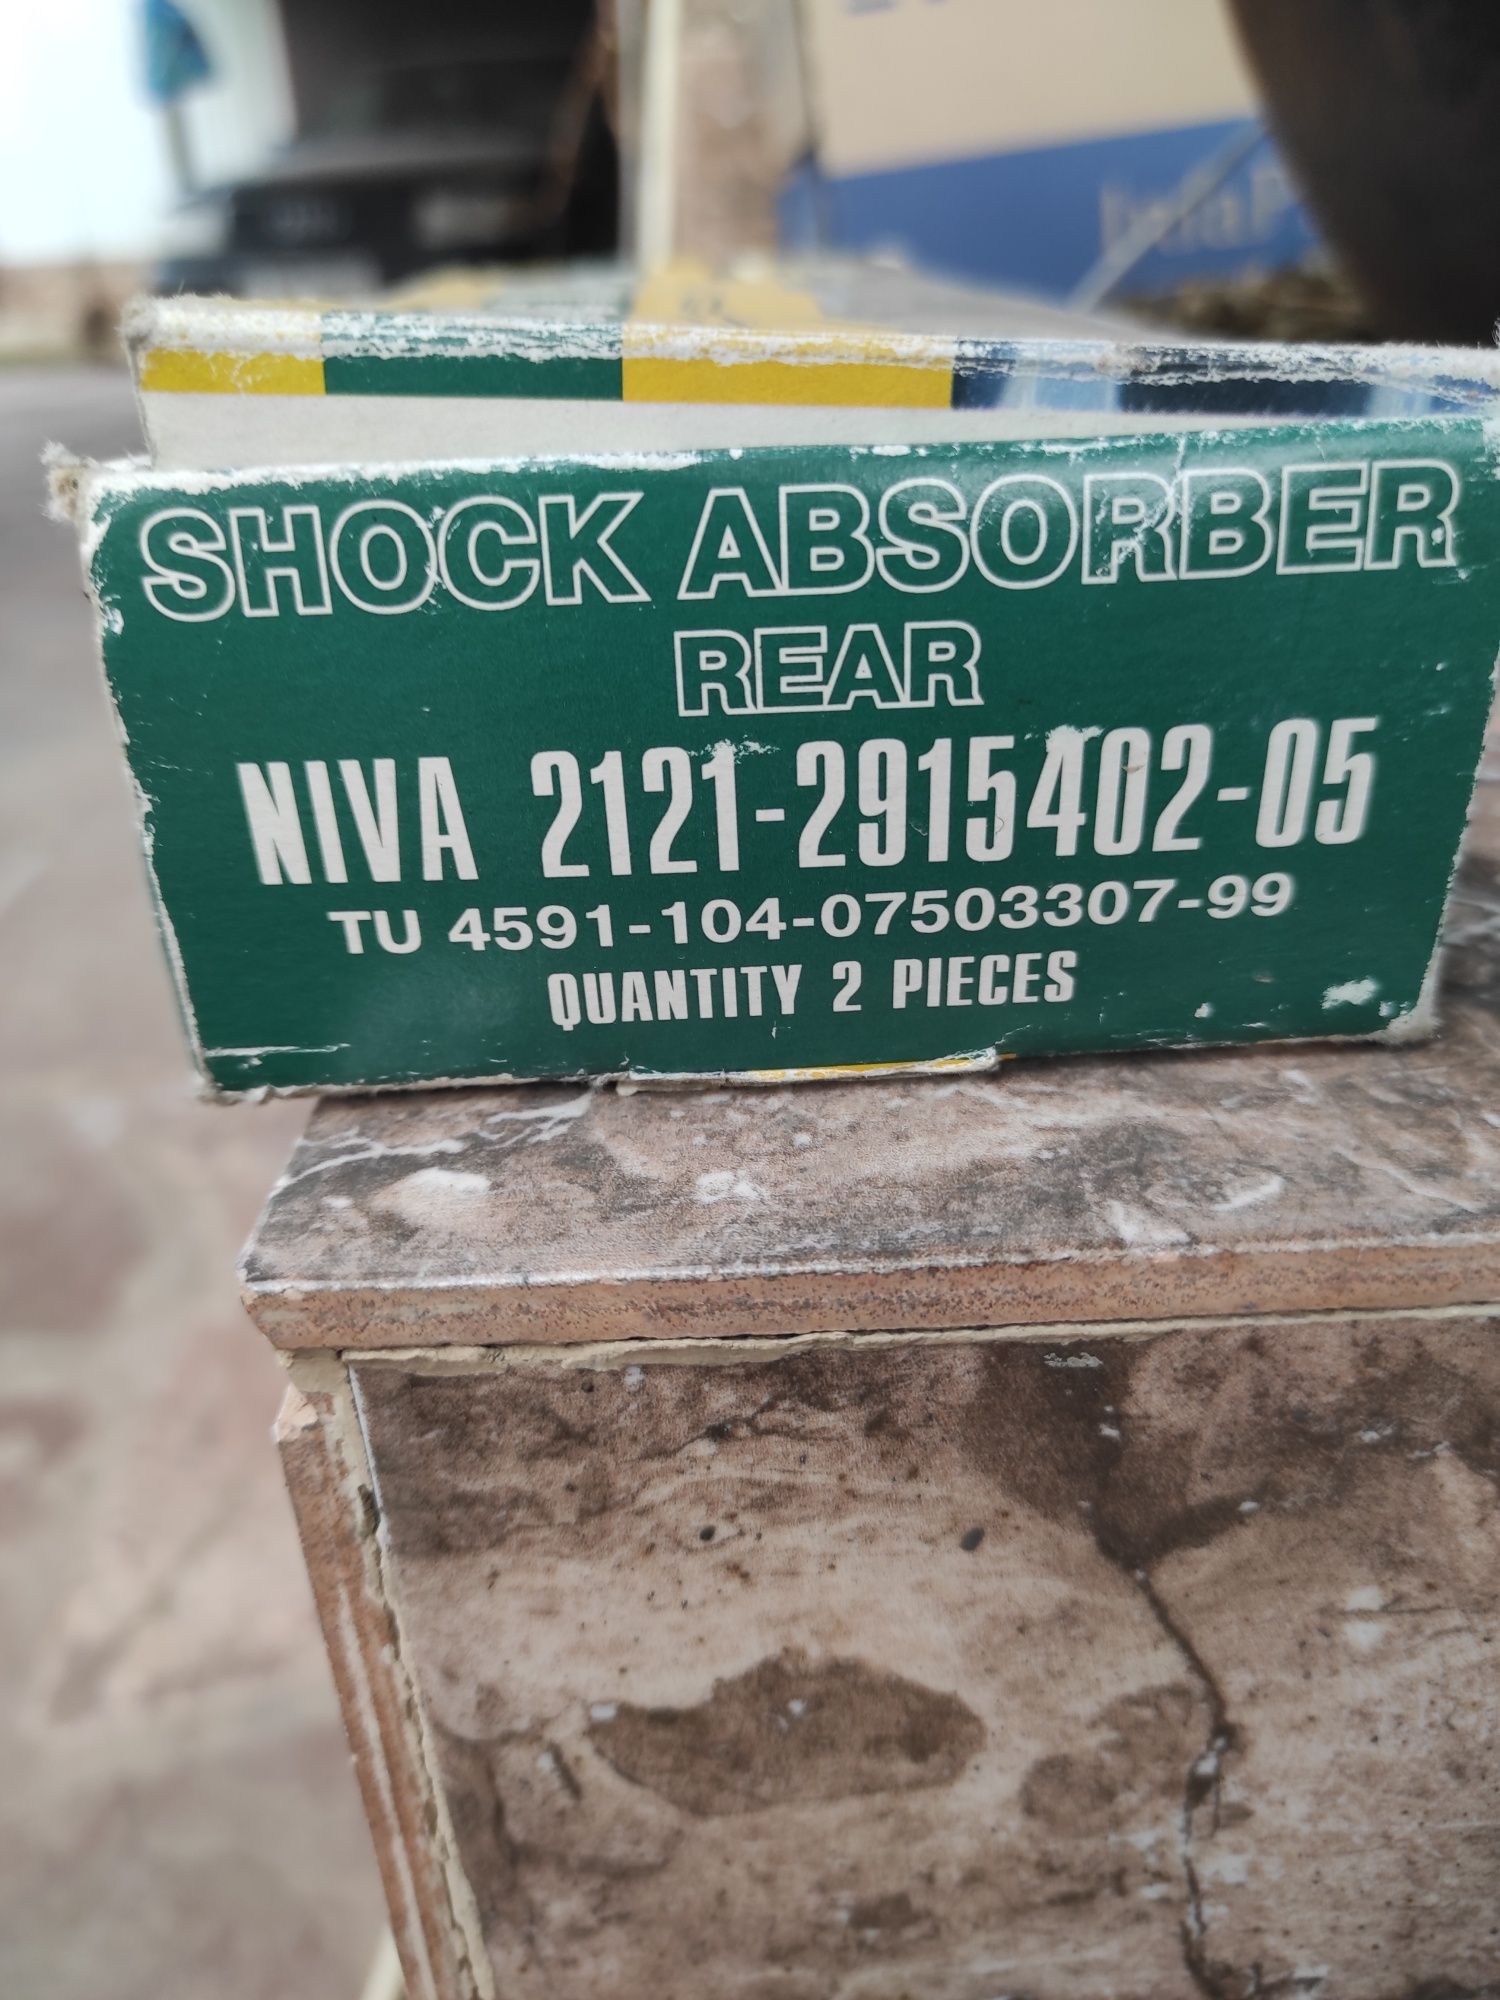 SHOCK ABSORBER
REAR
NIVA 2121-2915402-05
TU 4591-104-07503307-99
QUANTITY 2 PIECES